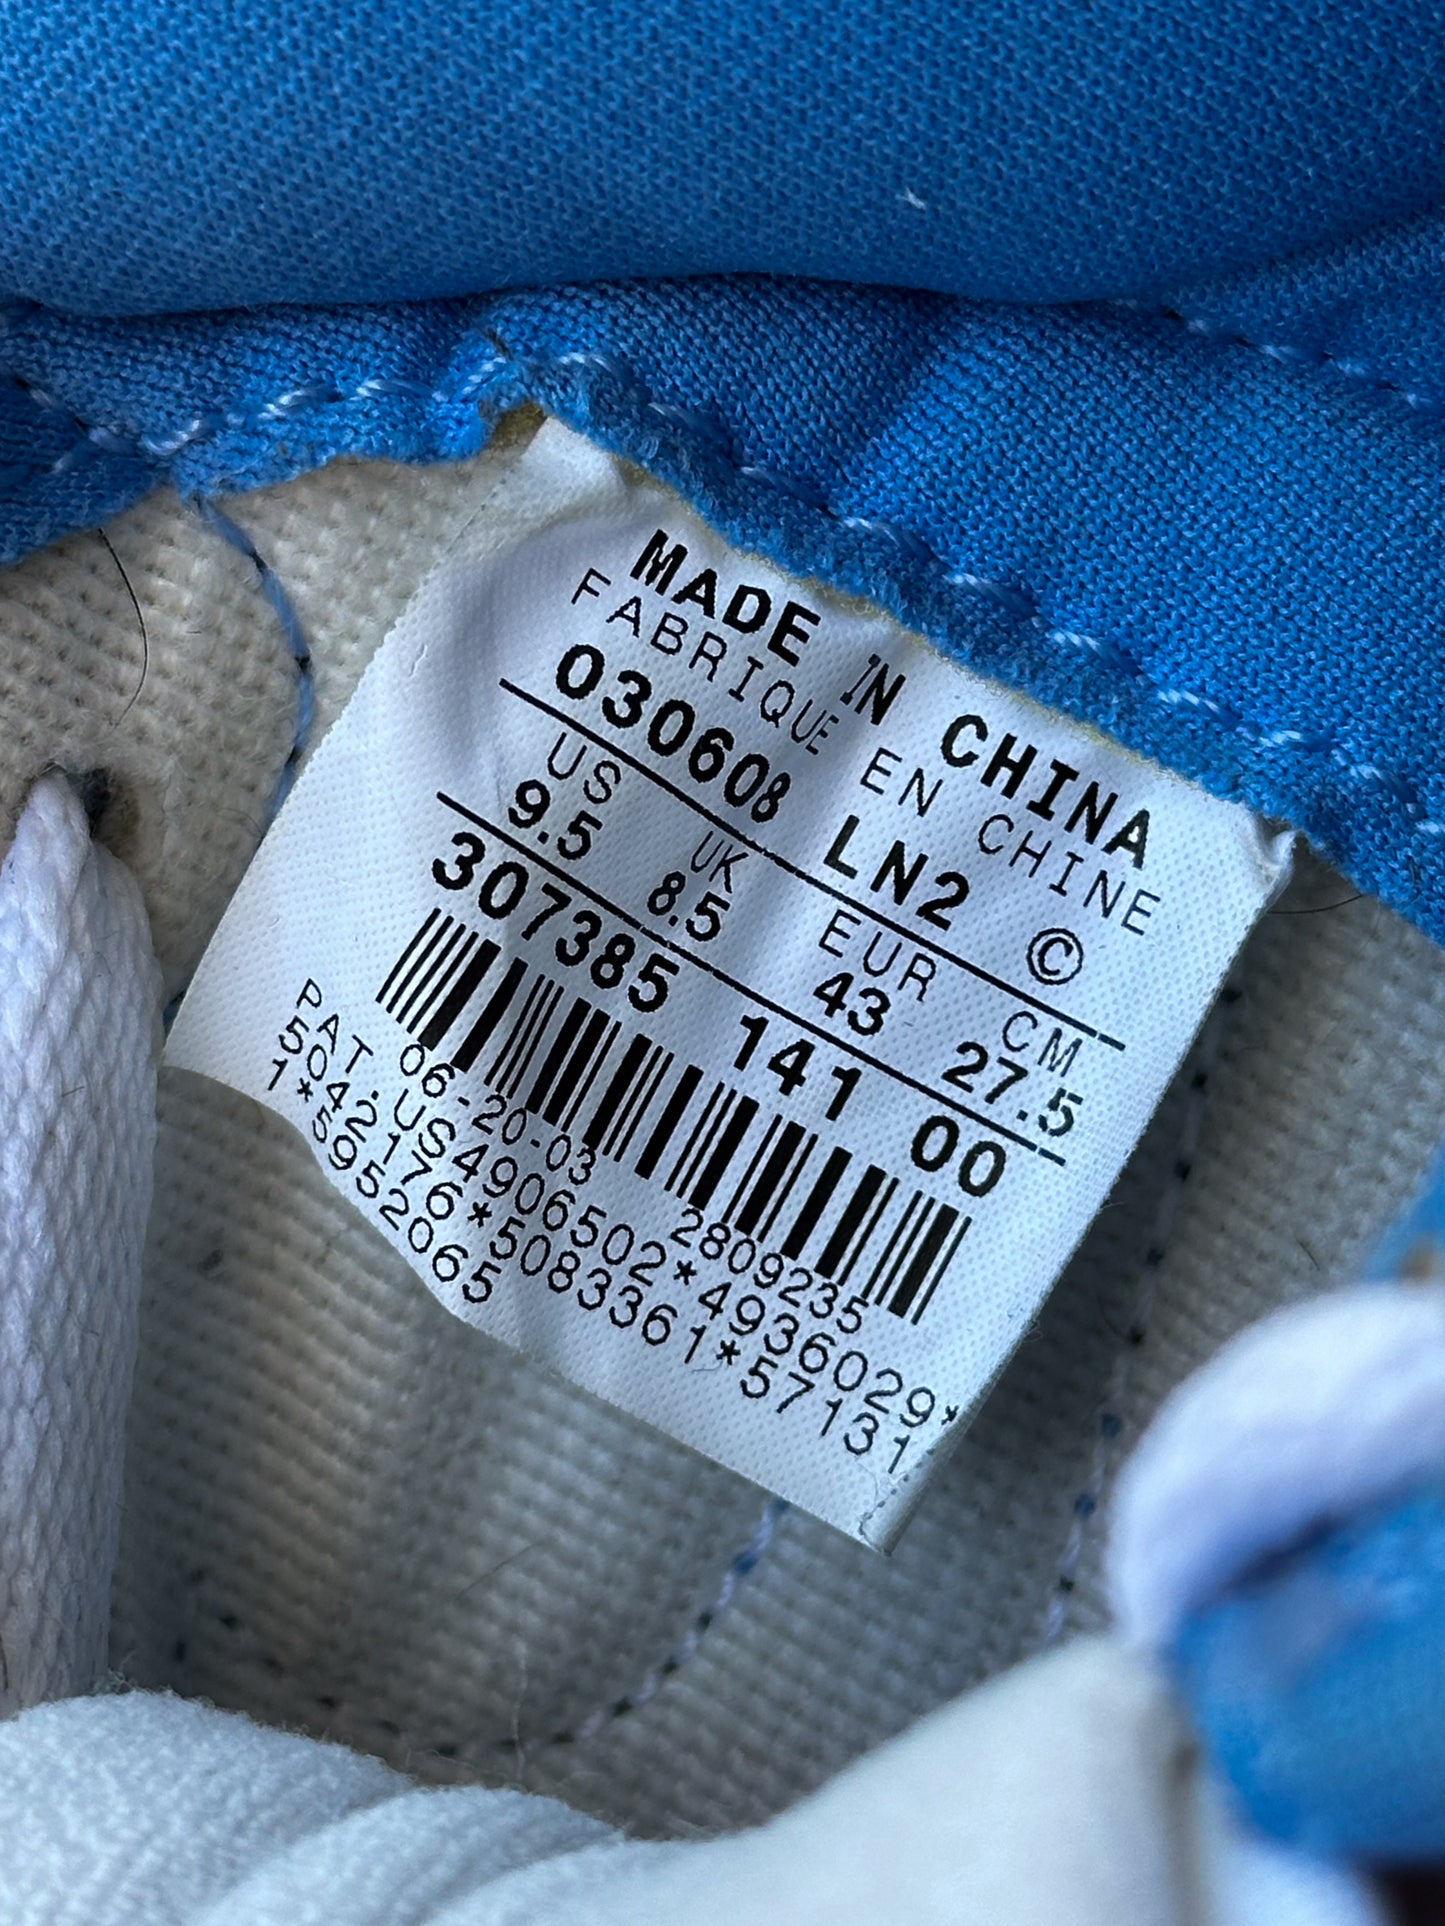 MADE IN CHINA
FABRIQUE EN CHINE
030608 LN2 ©
US UK EUR CM
9.5 8.5 43 27.5
307385 141 00
06-20-03 2809235
PAT.US4906502*4936029*
5042176*5083361*57131
1*5952065